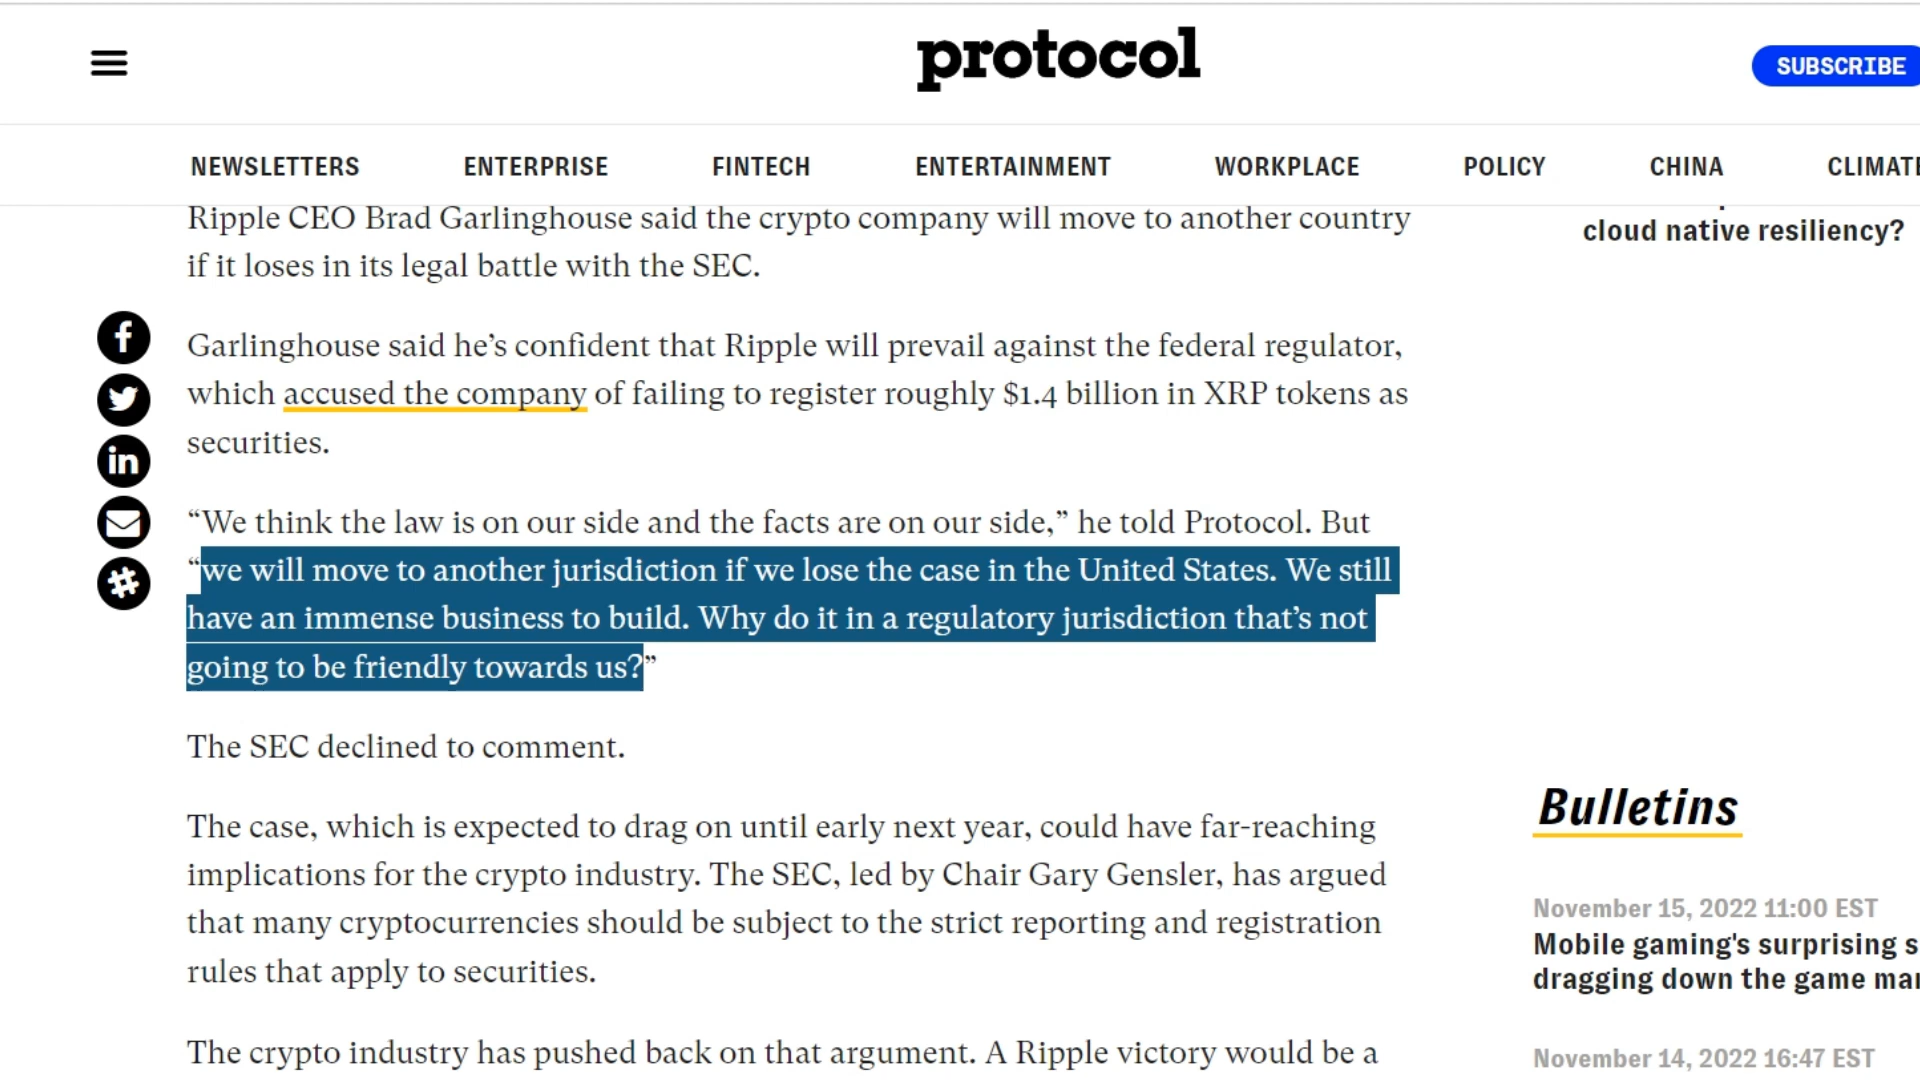 protocol
SUBSCRIBE
NEWSLETTERS ENTERPRISE FINTECH ENTERTAINMENT WORKPLACE POLICY CHINA CLIMATE
Ripple CEO Brad Garlinghouse said the crypto company will move to another country
if it loses in its legal battle with the SEC.
Garlinghouse said he’s confident that Ripple will prevail against the federal regulator,
which accused the company of failing to register roughly $1.4 billion in XRP tokens as
securities.
“We think the law is on our side and the facts are on our side,” he told Protocol. But
“we will move to another jurisdiction if we lose the case in the United States. We still
have an immense business to build. Why do it in a regulatory jurisdiction that’s not
going to be friendly towards us?”
The SEC declined to comment.
The case, which is expected to drag on until early next year, could have far-reaching
implications for the crypto industry. The SEC, led by Chair Gary Gensler, has argued
that many cryptocurrencies should be subject to the strict reporting and registration
rules that apply to securities.
The crypto industry has pushed back on that argument. A Ripple victory would be a
cloud native resiliency?
Bulletins
November 15, 2022 11:00 EST
Mobile gaming's surprising s
dragging down the game mar
November 14, 2022 16:47 EST